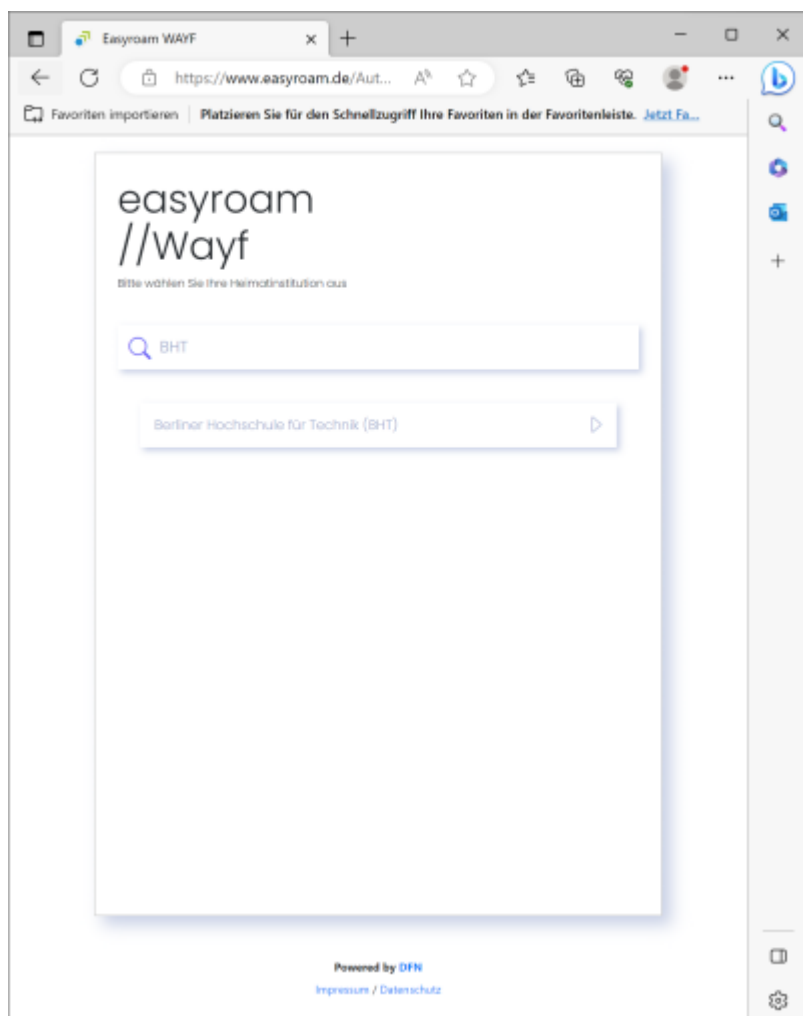 Easyroam WAYF
https://www.easyroam.de/Aut...
Favoriten importieren
Platzieren Sie für den Schnellzugriff Ihre Favoriten in der Favoritenleiste. Jetzt Fa...
easyroam
//Wayf
Bitte wählen Sie Ihre Heimatinstitution aus
BHT
Berliner Hochschule für Technik (BHT)
Powered by DFN
Impressum / Datenschutz